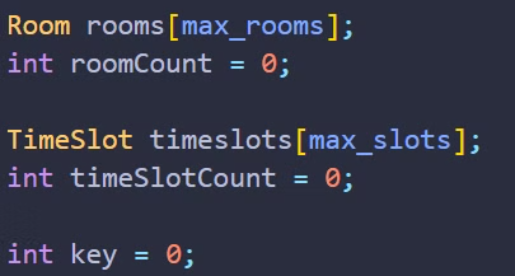 Room rooms[max_rooms];
int roomCount = 0;
TimeSlot timeslots[max_slots];
int timeSlotCount = 0;
int key = 0;